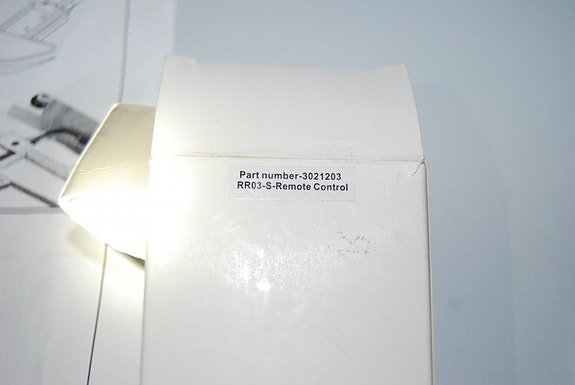 Part number-3021203
RR03-S-Remote Control